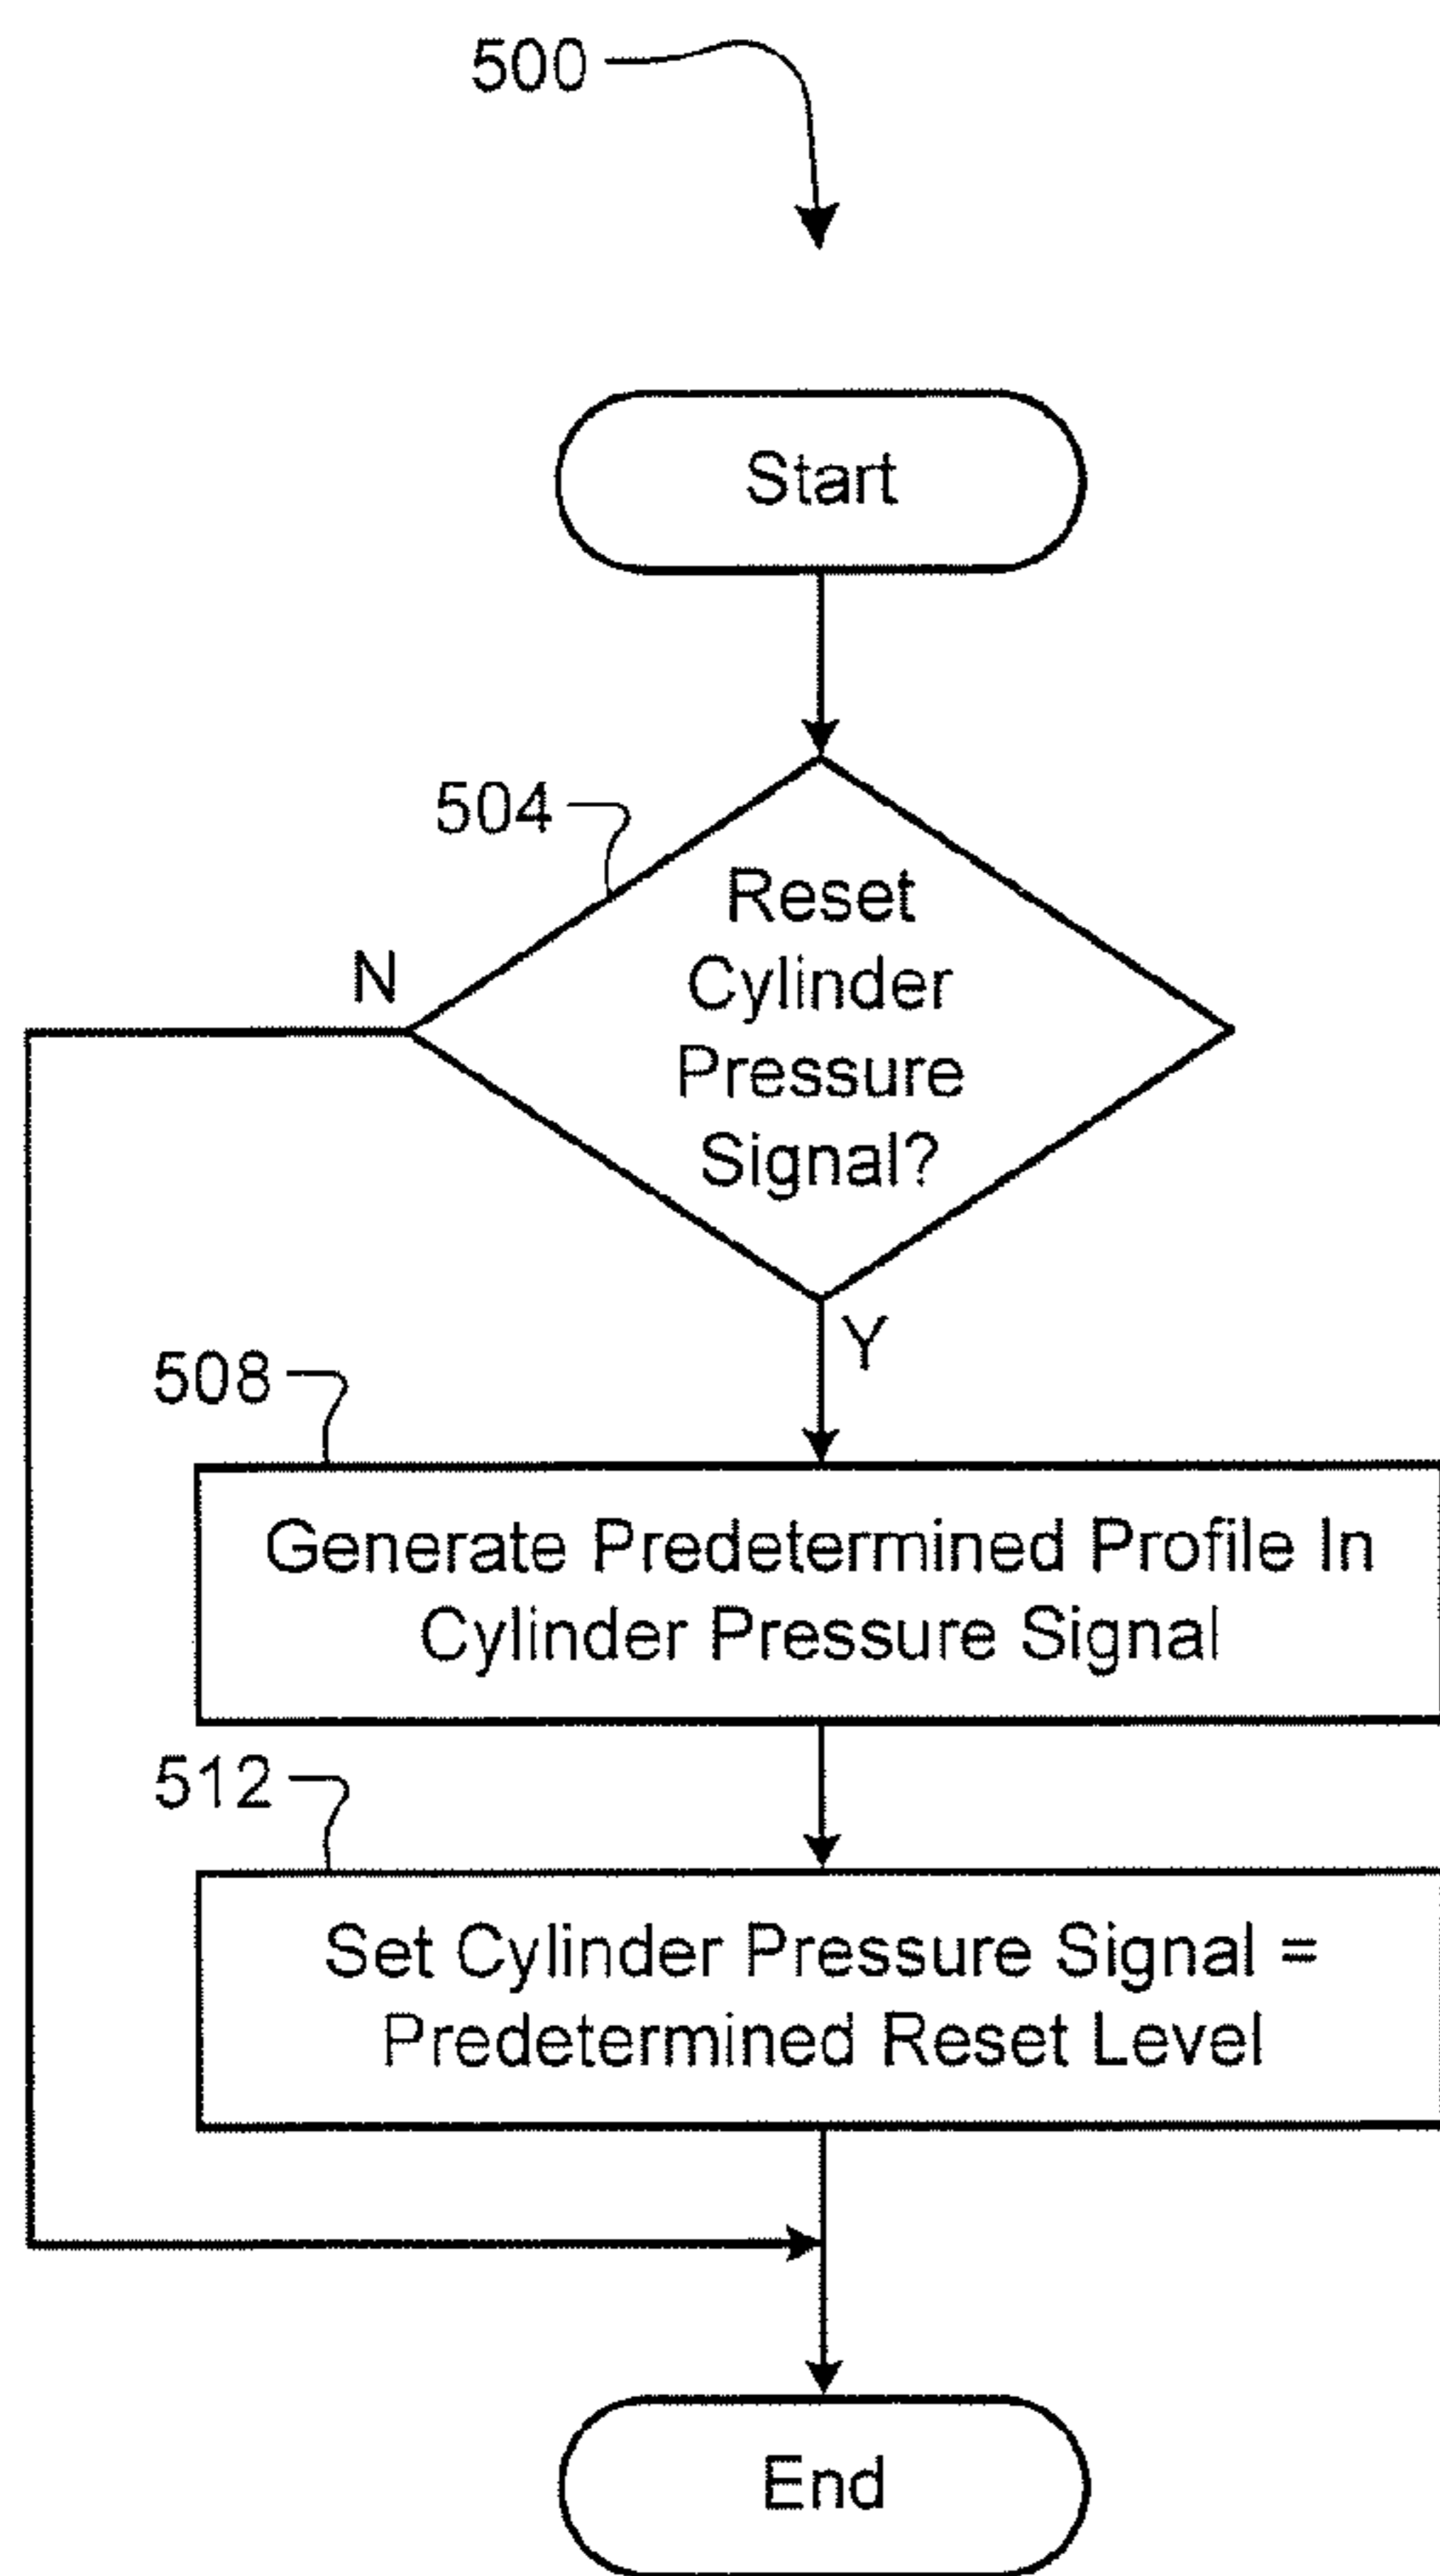 500
Start
504
Reset
Cylinder
Pressure
Signal?
N
Y
508
Generate Predetermined Profile In
Cylinder Pressure Signal
512
Set Cylinder Pressure Signal =
Predetermined Reset Level
End